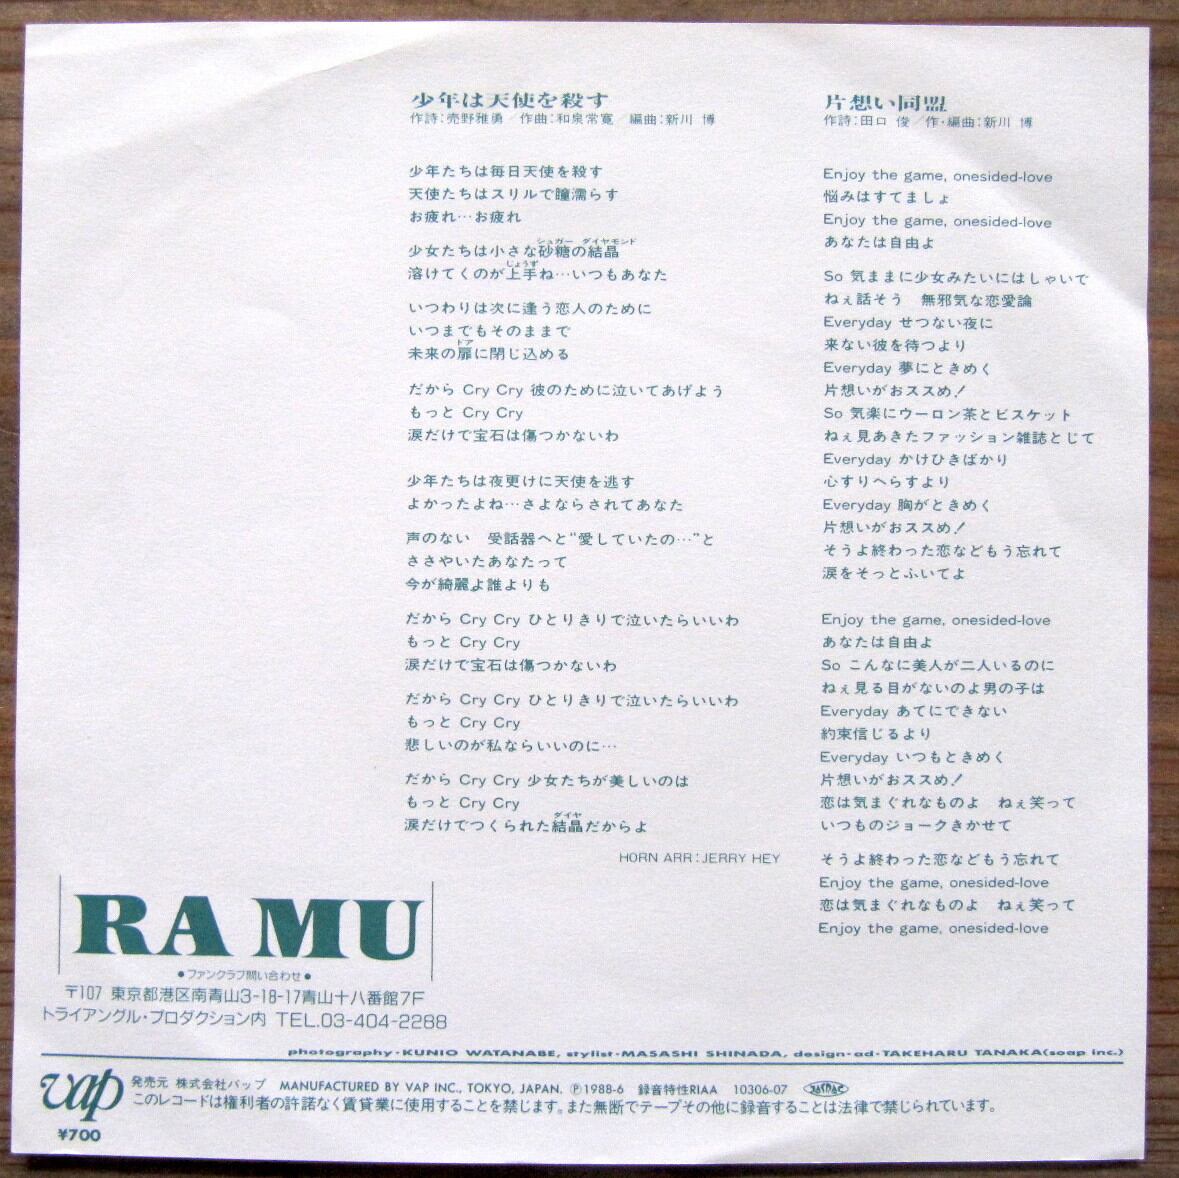 少年は天使を殺す
作詩:売野雅勇／作曲:和泉常寛／編曲:新川 博
少年たちは毎日天使を殺す
天使たちはスリルで瞳濡らす
お疲れ…お疲れ
シュガー ダイヤモンド
少女たちは小さな砂糖の結晶
じょうず
溶けてくのが上手ね…いつもあなた
いつわりは次に逢う恋人のために
いつまでもそのままで
ドア
未来の扉に閉じ込める
だから Cry Cry 彼のために泣いてあげよう
もっと Cry Cry
涙だけで宝石は傷つかないわ
少年たちは夜更けに天使を逃す
よかったよね…さよならされてあなた
声のない 受話器へと“愛していたの…”と
ささやいたあなたって
今が綺麗よ誰よりも
だから Cry Cry ひとりきりで泣いたらいいわ
もっと Cry Cry
涙だけで宝石は傷つかないわ
だから Cry Cry ひとりきりで泣いたらいいわ
もっと Cry Cry
悲しいのが私ならいいのに…
だから Cry Cry 少女たちが美しいのは
もっと Cry Cry
ダイヤ
涙だけでつくられた結晶だからよ
HORN ARR:JERRY HEY
片想い同盟
作詩:田口 俊／作・編曲:新川 博
Enjoy the game, onesided-love
悩みはすてましょ
Enjoy the game, onesided-love
あなたは自由よ
So 気ままに少女みたいにはしゃいで
ねぇ話そう 無邪気な恋愛論
Everyday せつない夜に
来ない彼を待つより
Everyday 夢にときめく
片想いがおススめ!
So 気楽にウーロン茶とビスケット
ねぇ見あきたファッション雑誌とじて
Everyday かけひきばかり
心すりへらすより
Everyday 胸がときめく
片想いがおススめ!
そうよ終わった恋などもう忘れて
涙をそっとふいてよ
Enjoy the game, onesided-love
あなたは自由よ
So こんなに美人が二人いるのに
ねぇ見る目がないのよ男の子は
Everyday あてにできない
約束信じるより
Everyday いつもときめく
片想いがおススめ!
恋は気まぐれなものよ ねぇ笑って
いつものジョークきかせて
そうよ終わった恋などもう忘れて
Enjoy the game, onesided-love
恋は気まぐれなものよ ねぇ笑って
Enjoy the game, onesided-love
RAMU
●ファンクラブ問い合わせ●
〒107 東京都港区南青山3-18-17青山十八番館7F
トライアングル・プロダクション内 TEL.03-404-2288
photography・KUNIO WATANABE, stylist・MASASHI SHINADA, design・ad・TAKEHARU TANAKA(soap inc.)
vap
発売元 株式会社バップ MANUFACTURED BY VAP INC., TOKYO, JAPAN. Ⓟ1988-6 録音特性RIAA 10306-07 JASRAC
このレコードは権利者の許諾なく賃貸業に使用することを禁じます。また無断でテープその他に録音することは法律で禁じられています。
¥700